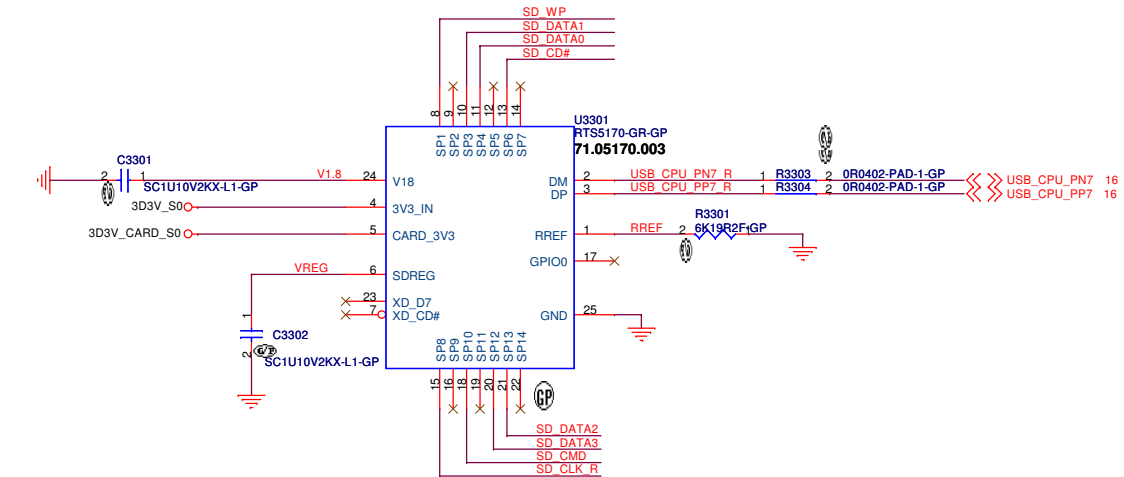 SD_WP
SD_DATA1
SD_DATA0
SD_CD#
8
9
10
11
12
13
14
SP1
SP2
SP3
SP4
SP5
SP6
SP7
U3301
RTS5170-GR-GP
71.05170.003
C3301
2
1
SC1U10V2KX-L1-GP
V1.8
24
V18
3D3V_S0
4
3V3_IN
3D3V_CARD_S0
5
CARD_3V3
VREG
6
SDREG
23
XD_D7
7
XD_CD#
1
C3302
2
SC1U10V2KX-L1-GP
DM
2
USB_CPU_PN7_R
1
R3303
2
0R0402-PAD-1-GP
USB_CPU_PN7
16
DP
3
USB_CPU_PP7_R
1
R3304
2
0R0402-PAD-1-GP
USB_CPU_PP7
16
R3301
RREF
1
RREF
2
6K19R2F-GP
1
GPIO0
17
GND
25
SP8
SP9
SP10
SP11
SP12
SP13
SP14
15
16
18
19
20
21
22
GP
SD_DATA2
SD_DATA3
SD_CMD
SD_CLK_R